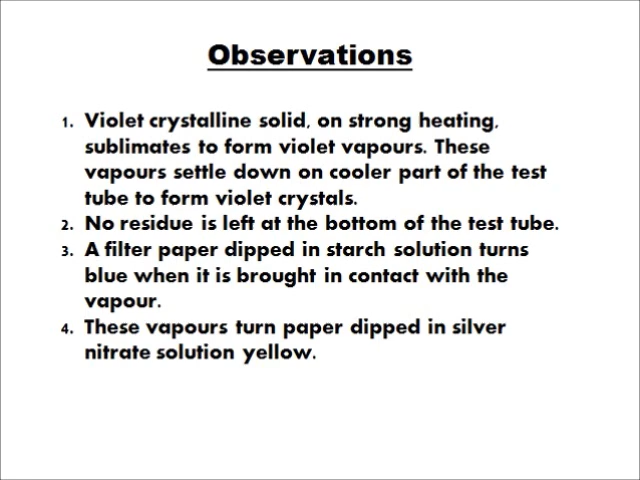 Observations
1. Violet crystalline solid, on strong heating,
sublimates to form violet vapours. These
vapours settle down on cooler part of the test
tube to form violet crystals.
2. No residue is left at the bottom of the test tube.
3. A filter paper dipped in starch solution turns
blue when it is brought in contact with the
vapour.
4. These vapours turn paper dipped in silver
nitrate solution yellow.